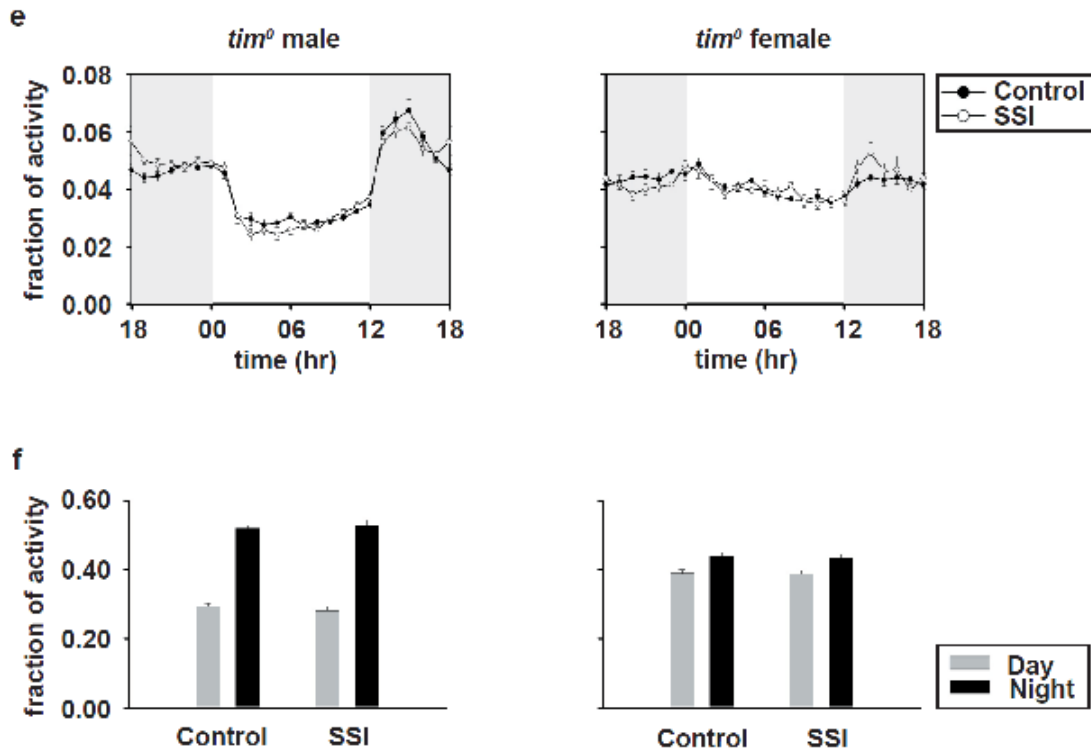 e
tim⁰ male
tim⁰ female
0.08
0.06
0.04
0.02
0.00
fraction of activity
18 00 06 12 18
time (hr)
18 00 06 12 18
time (hr)
Control
SSI
f
0.60
0.40
0.20
0.00
fraction of activity
Control SSI
Control SSI
Day
Night